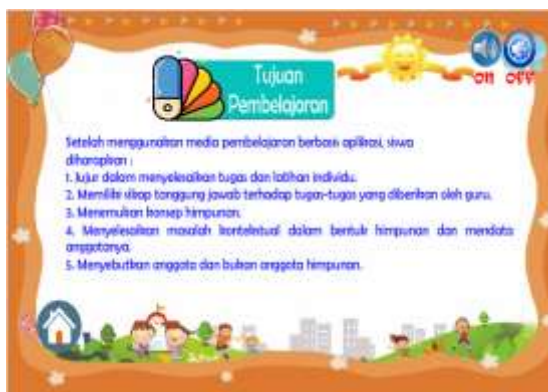 Tujuan
Pembelajaran
on off
Setelah menggunakan media pembelajaran berbasis aplikasi, siswa
diharapkan :
1. Jujur dalam menyelesaikan tugas dan latihan individu.
2. Memiliki sikap tanggung jawab terhadap tugas-tugas yang diberikan oleh guru.
3. Menemukan konsep himpunan.
4. Menyelesaikan masalah kontekstual dalam bentuk himpunan dan mendata
anggotanya.
5. Menyebutkan anggota dan bukan anggota himpunan.